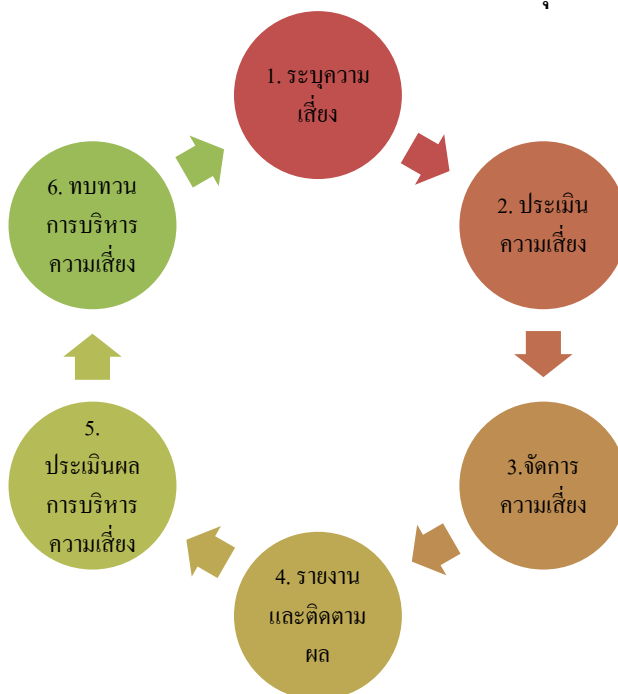 1. ระบุความ
เสี่ยง
2. ประเมิน
ความเสี่ยง
3.จัดการ
ความเสี่ยง
4. รายงาน
และติดตาม
ผล
5.
ประเมินผล
การบริหาร
ความเสี่ยง
6. ทบทวน
การบริหาร
ความเสี่ยง